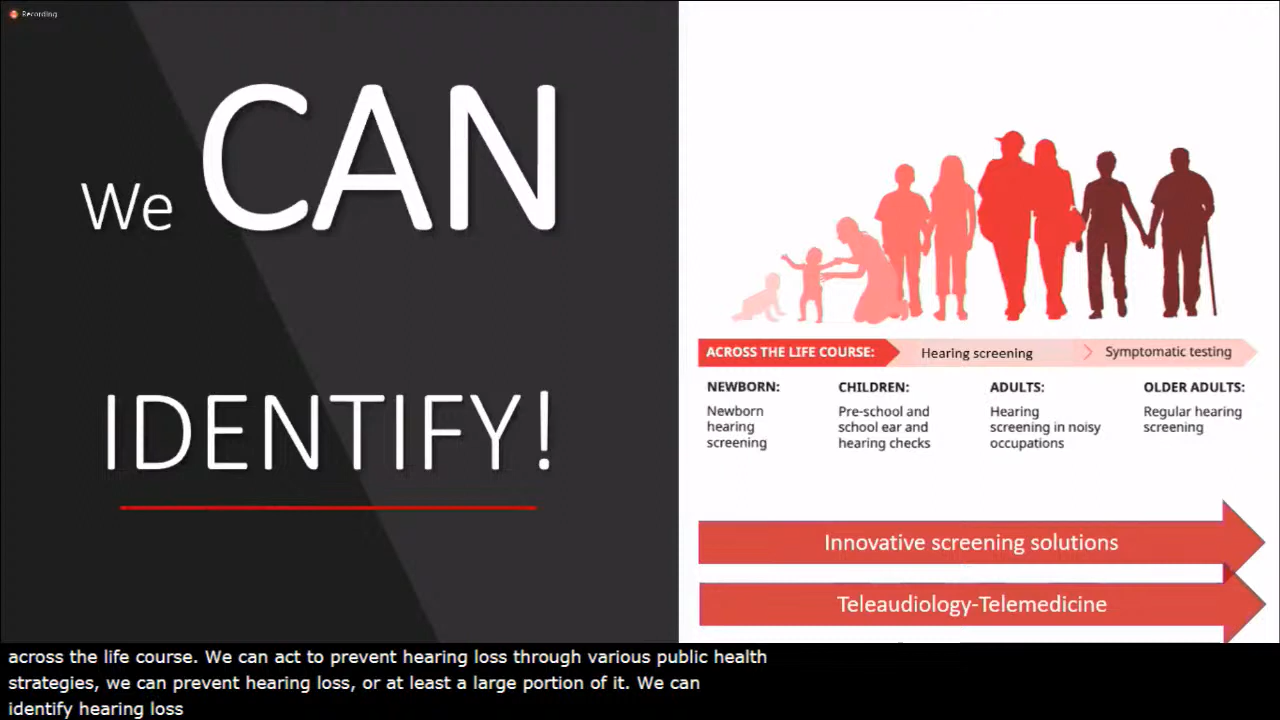 Recording
We CAN
IDENTIFY!
ACROSS THE LIFE COURSE:
Hearing screening
Symptomatic testing
NEWBORN:
Newborn
hearing
screening
CHILDREN:
Pre-school and
school ear and
hearing checks
ADULTS:
Hearing
screening in noisy
occupations
OLDER ADULTS:
Regular hearing
screening
Innovative screening solutions
Teleaudiology-Telemedicine
across the life course. We can act to prevent hearing loss through various public health
strategies, we can prevent hearing loss, or at least a large portion of it. We can
identify hearing loss